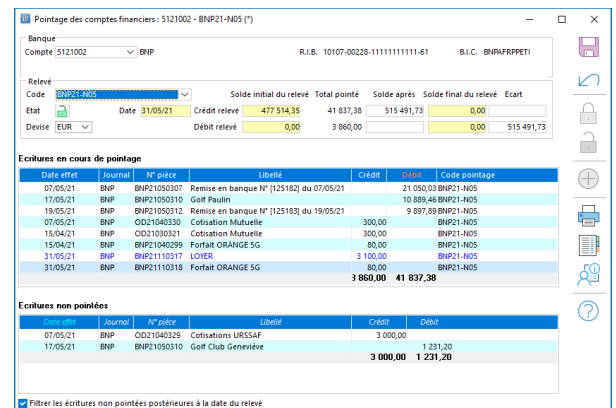 Pointage des comptes financiers : 5121002 - BNP21-N05 (*)
Banque
Compte 5121002 BNP R.I.B. 10107-00228-11111111111-61 B.I.C. BNPAFRPPETI
Relevé
Code BNP21-N05 Solde initial du relevé Total pointé Solde après Solde final du relevé Ecart
Etat Date 31/05/21 Crédit relevé 477 514,35 41 837,38 515 491,73 0,00
Devise EUR Débit relevé 0,00 3 860,00 0,00 515 491,73
Ecritures en cours de pointage
Date effet Journal N° pièce Libellé Crédit Débit Code pointage
07/05/21 BNP BNP21050307 Remise en banque N° [125182] du 07/05/21 21 050,03 BNP21-N05
17/05/21 BNP BNP21050310 Golf Paulin 10 889,46 BNP21-N05
19/05/21 BNP BNP21050312 Remise en banque N° [125183] du 19/05/21 9 897,89 BNP21-N05
07/05/21 BNP OD21040330 Cotisation Mutuelle 300,00 BNP21-N05
15/04/21 BNP OD21030321 Cotisation Mutuelle 300,00 BNP21-N05
15/04/21 BNP BNP21040299 Forfait ORANGE 5G 80,00 BNP21-N05
31/05/21 BNP BNP21110317 LOYER 3 100,00 BNP21-N05
31/05/21 BNP BNP21110318 Forfait ORANGE 5G 80,00 BNP21-N05
3 860,00 41 837,38
Ecritures non pointées
Date effet Journal N° pièce Libellé Crédit Débit
07/05/21 BNP OD21040329 Cotisations URSSAF 3 000,00
17/05/21 BNP BNP21050310 Golf Club Geneviève 1 231,20
3 000,00 1 231,20
Filtrer les écritures non pointées postérieures à la date du relevé